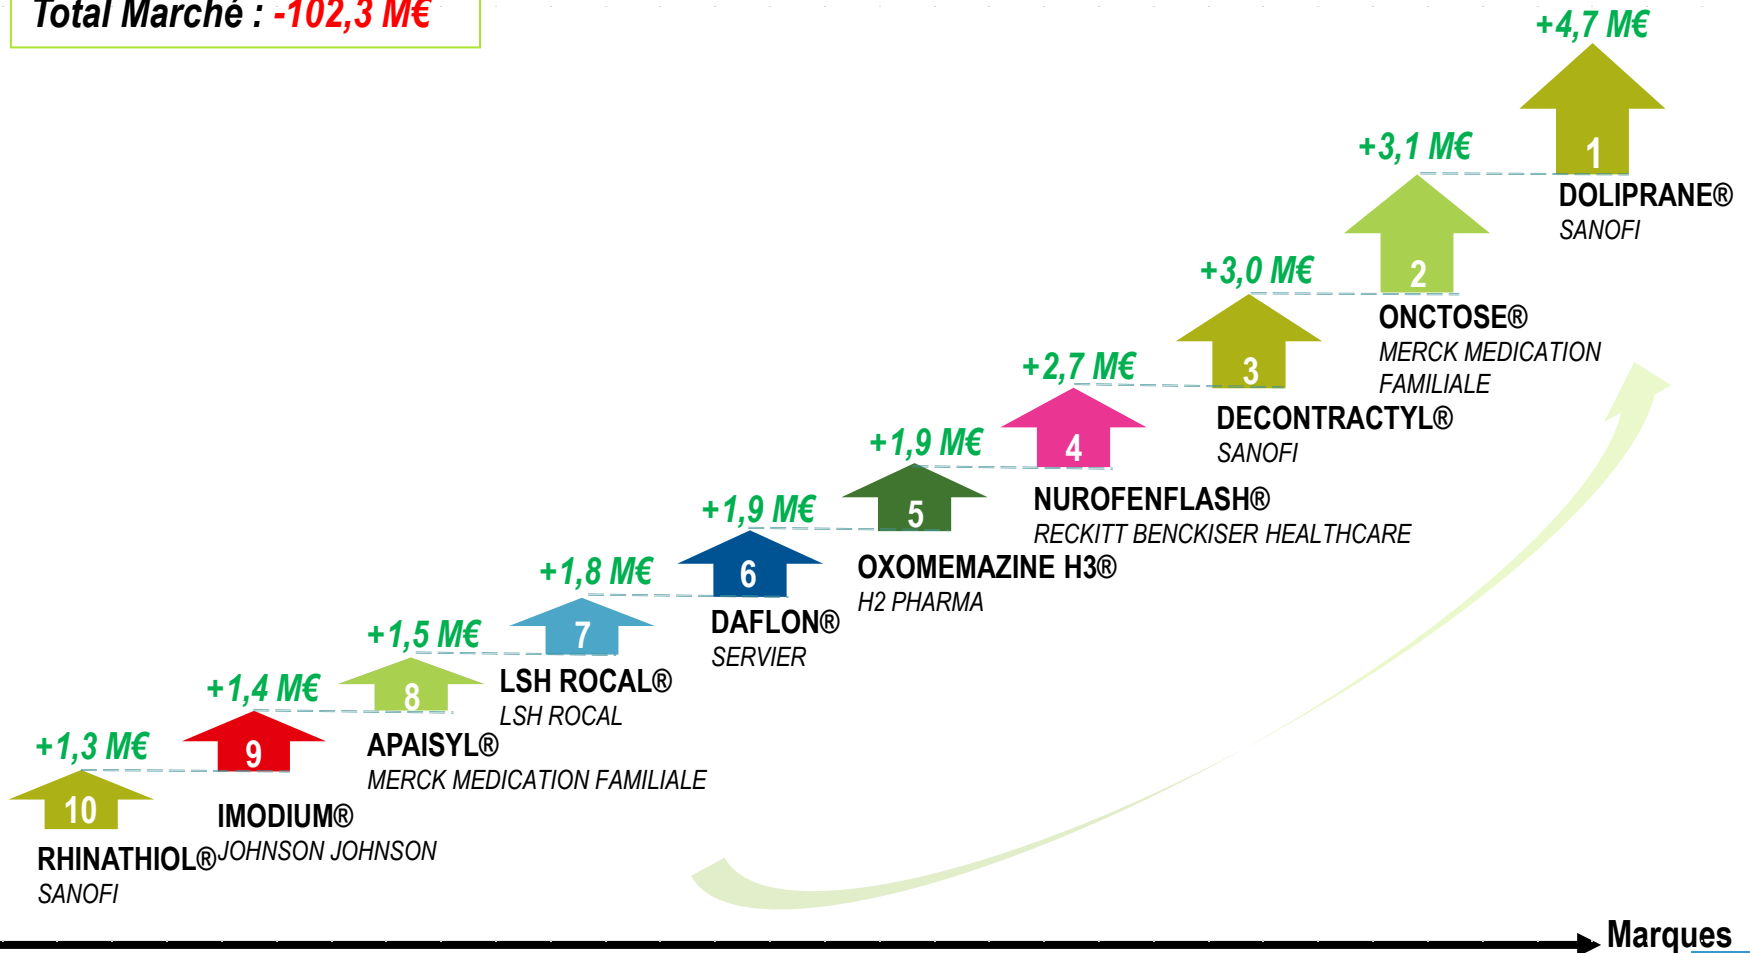 Total Marché : -102,3 M€
+4,7 M€
1
DOLIPRANE®
SANOFI
+3,1 M€
2
ONCTOSE®
MERCK MEDICATION
FAMILIALE
+3,0 M€
3
DECONTRACTYL®
SANOFI
+2,7 M€
4
NUROFENFLASH®
RECKITT BENCKISER HEALTHCARE
+1,9 M€
5
OXOMEMAZINE H3®
H2 PHARMA
+1,9 M€
6
DAFLON®
SERVIER
+1,8 M€
7
LSH ROCAL®
LSH ROCAL
+1,5 M€
8
APAISYL®
MERCK MEDICATION FAMILIALE
+1,4 M€
9
IMODIUM®
JOHNSON JOHNSON
+1,3 M€
10
RHINATHIOL®
SANOFI
Marques